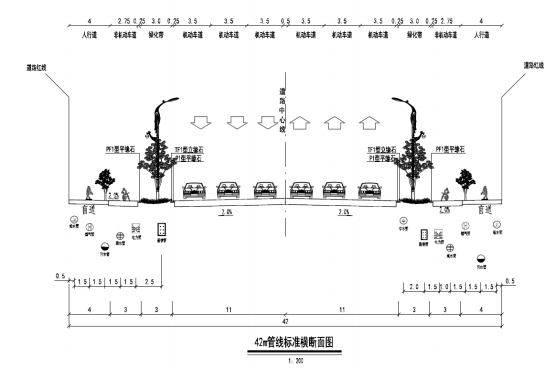 4 2.75 0.25 3.0 0.25 3.5 3.5 3.5 0.5 3.5 3.5 3.5 0.25 3.0 0.25 2.75 4
人行道 非机动车道 绿化带 机动车道 机动车道 机动车道 机动车道 机动车道 机动车道 绿化带 非机动车道 人行道
道路红线 道路红线
道路中心线
PF1型平缘石 TF1型立缘石 TF1型立缘石 PF1型平缘石
P1型平缘石 P1型平缘石
2.0% 2.0%
盲道 2.0% 2.0% 盲道
0.5 1.5 1.5 1.5 1.5 2.5 2.0 1.5 1.0 1.5 1.5 1.5 0.5
4 3 3 11 11 3 3 4
42
42m管线标准横断面图
1: 200